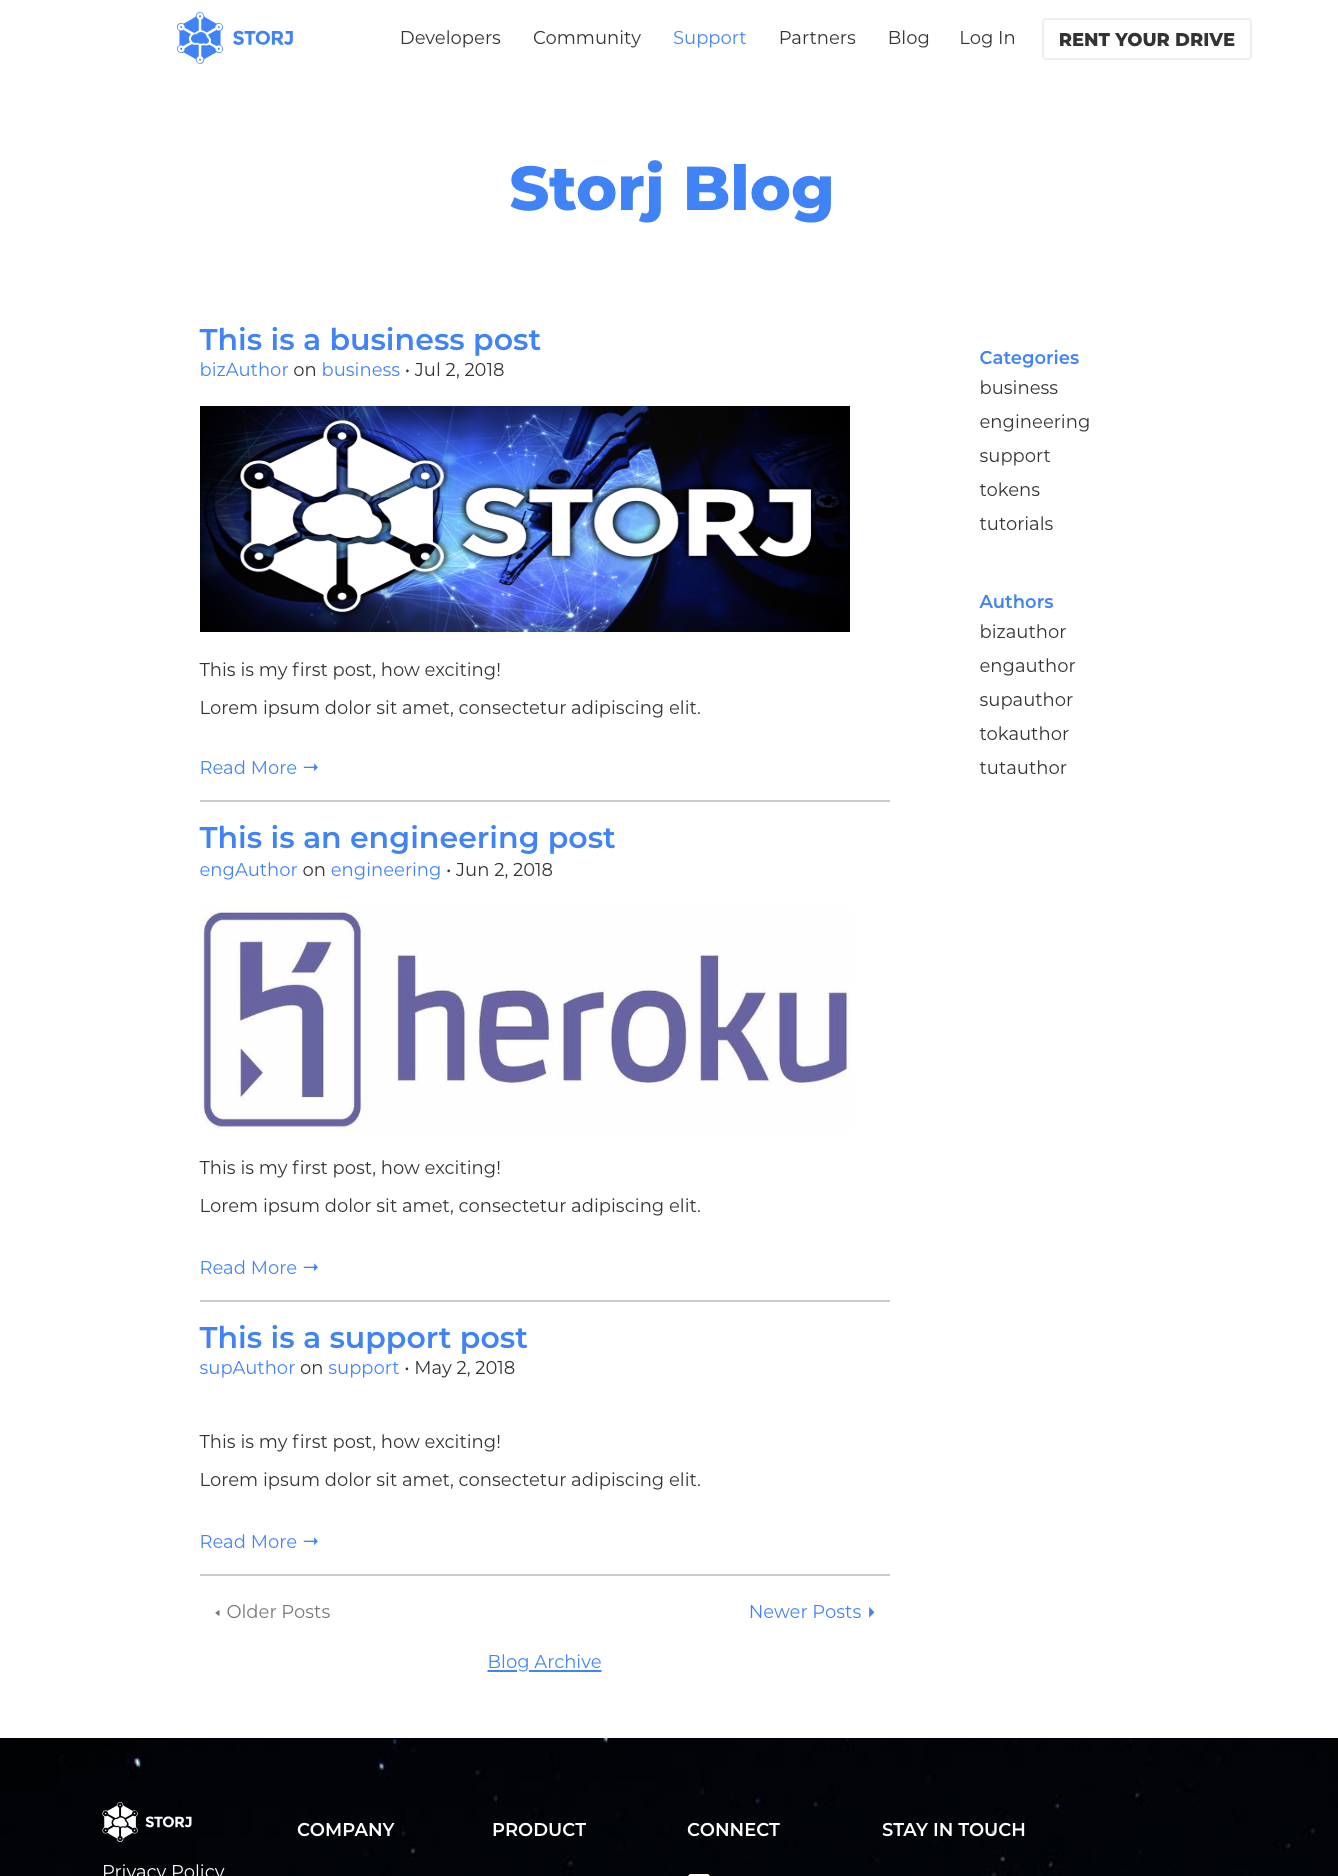 STORJ
Developers Community Support Partners Blog Log In RENT YOUR DRIVE
Storj Blog
This is a business post
bizAuthor on business • Jul 2, 2018
STORJ
This is my first post, how exciting!
Lorem ipsum dolor sit amet, consectetur adipiscing elit.
Read More →
This is an engineering post
engAuthor on engineering • Jun 2, 2018
heroku
This is my first post, how exciting!
Lorem ipsum dolor sit amet, consectetur adipiscing elit.
Read More →
This is a support post
supAuthor on support • May 2, 2018
This is my first post, how exciting!
Lorem ipsum dolor sit amet, consectetur adipiscing elit.
Read More →
Older Posts
Newer Posts
Blog Archive
Categories
business
engineering
support
tokens
tutorials
Authors
bizauthor
engauthor
supauthor
tokauthor
tutauthor
STORJ
Privacy Policy
COMPANY
PRODUCT
CONNECT
STAY IN TOUCH